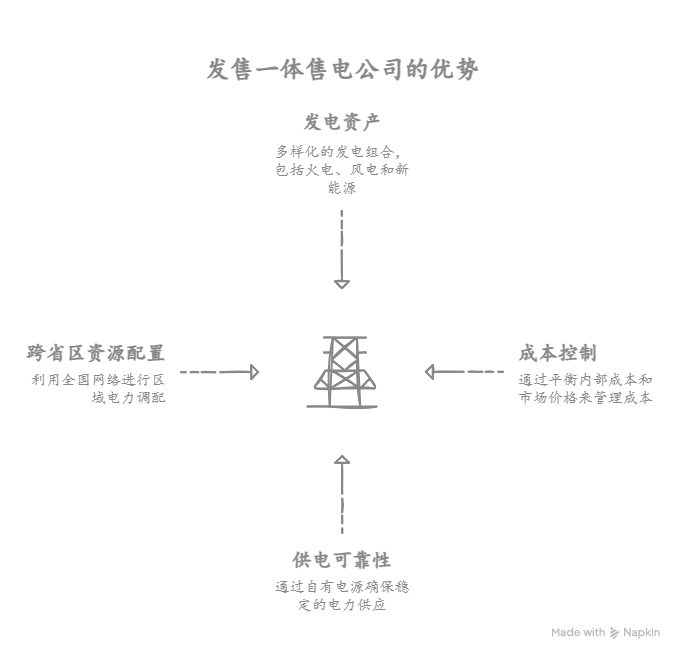 发售一体售电公司的优势
发电资产
多样化的发电组合，
包括火电、风电和新
能源
跨省区资源配置
利用全国网络进行区
域电力调配
成本控制
通过平衡内部成本和
市场价格来管理成本
供电可靠性
通过自有电源确保稳
定的电力供应
Made with Napkin